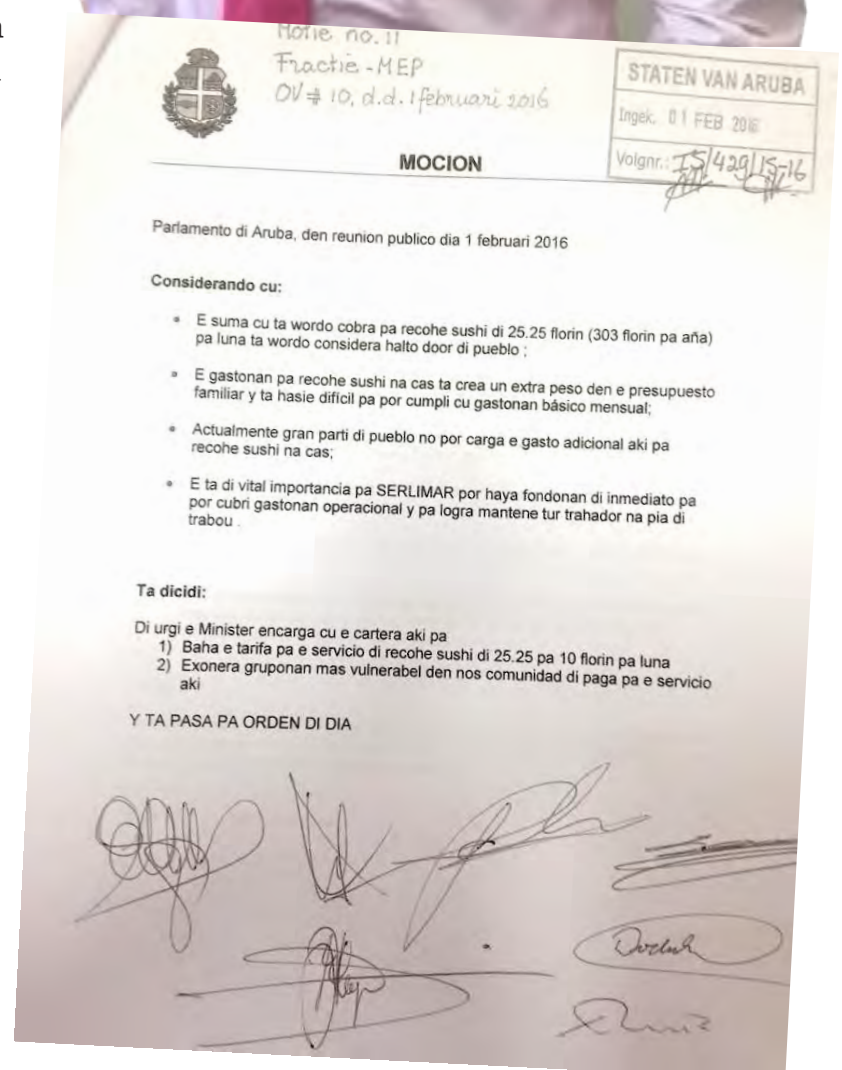 Motie no. 11
Fractie - MEP
OV # 10, d.d. 1 februari 2016
STATEN VAN ARUBA
Ingek. 01 FEB 2016
Volgnr.: IS/429/15-16
MOCION
Parlamento di Aruba, den reunion publico dia 1 februari 2016
Considerando cu:
• E suma cu ta wordo cobra pa recohe sushi di 25.25 florin (303 florin pa aña)
pa luna ta wordo considera halto door di pueblo ;
• E gastonan pa recohe sushi na cas ta crea un extra peso den e presupuesto
familiar y ta hasie difícil pa por cumpli cu gastonan básico mensual;
• Actualmente gran parti di pueblo no por carga e gasto adicional aki pa
recohe sushi na cas;
• E ta di vital importancia pa SERLIMAR por haya fondonan di inmediato pa
por cubri gastonan operacional y pa logra mantene tur trahador na pia di
trabou .
Ta dicidi:
Di urgi e Minister encarga cu e cartera aki pa
1) Baha e tarifa pa e servicio di recohe sushi di 25.25 pa 10 florin pa luna
2) Exonera gruponan mas vulnerabel den nos comunidad di paga pa e servicio
aki
Y TA PASA PA ORDEN DI DIA